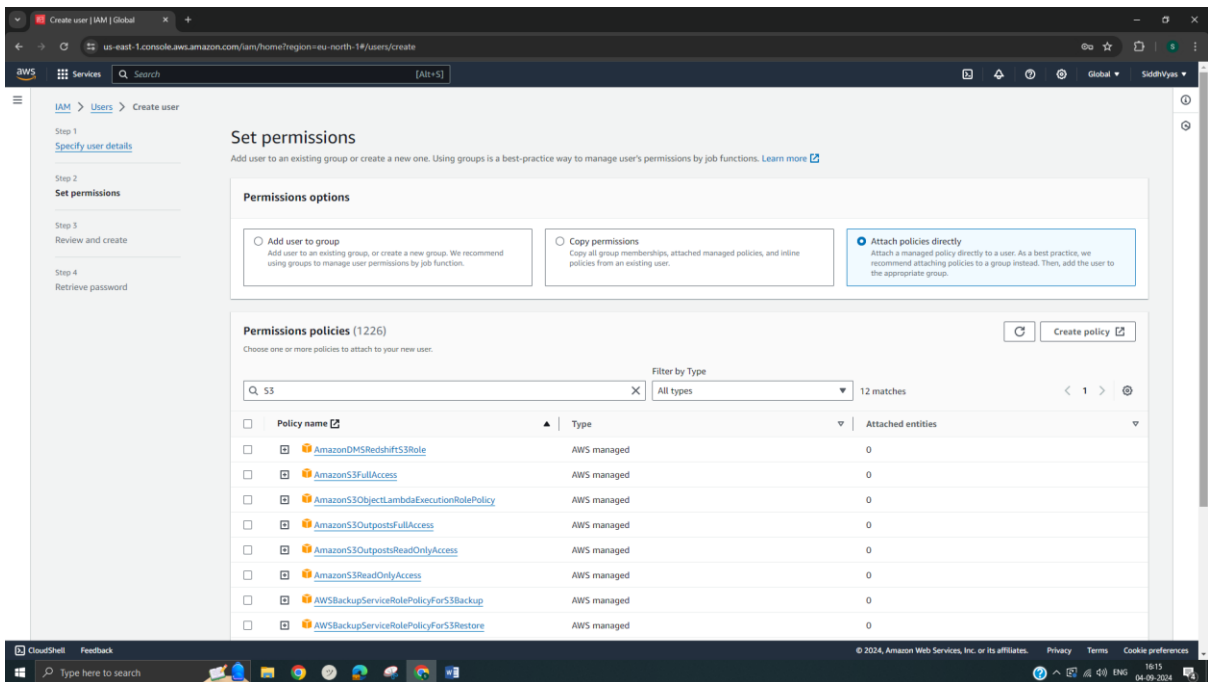 Create user | IAM | Global
us-east-1.console.aws.amazon.com/iam/home?region=eu-north-1#/users/create
S
aws
Services
Search
[Alt+S]
Global
SiddhVyas
IAM > Users > Create user
Step 1
Specify user details
Step 2
Set permissions
Step 3
Review and create
Step 4
Retrieve password
Set permissions
Add user to an existing group or create a new one. Using groups is a best-practice way to manage user's permissions by job functions. Learn more
Permissions options
Add user to group
Add user to an existing group, or create a new group. We recommend
using groups to manage user permissions by job function.
Copy permissions
Copy all group memberships, attached managed policies, and inline
policies from an existing user.
Attach policies directly
Attach a managed policy directly to a user. As a best practice, we
recommend attaching policies to a group instead. Then, add the user to
the appropriate group.
Permissions policies (1226)
Create policy
Choose one or more policies to attach to your new user.
Filter by Type
S3
All types
12 matches
1
Policy name
Type
Attached entities
AmazonDMSRedshiftS3Role AWS managed 0
AmazonS3FullAccess AWS managed 0
AmazonS3ObjectLambdaExecutionRolePolicy AWS managed 0
AmazonS3OutpostsFullAccess AWS managed 0
AmazonS3OutpostsReadOnlyAccess AWS managed 0
AmazonS3ReadOnlyAccess AWS managed 0
AWSBackupServiceRolePolicyForS3Backup AWS managed 0
AWSBackupServiceRolePolicyForS3Restore AWS managed 0
CloudShell Feedback
© 2024, Amazon Web Services, Inc. or its affiliates. Privacy Terms Cookie preferences
Type here to search
ENG
16:15
04-09-2024